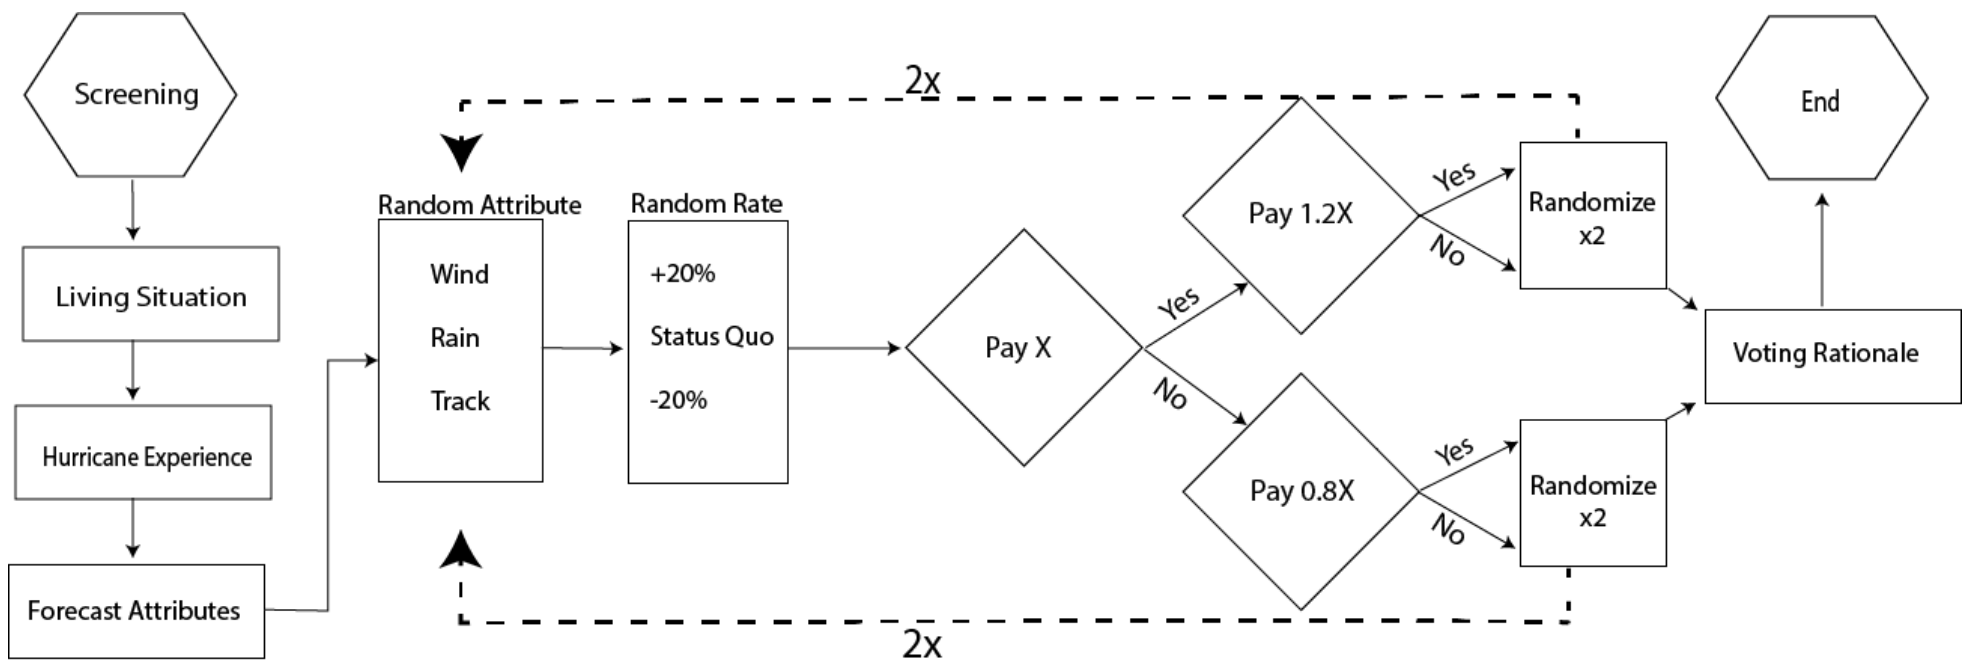 Screening
Living Situation
Hurricane Experience
Forecast Attributes
2x
Random Attribute
Wind
Rain
Track
Random Rate
+20%
Status Quo
-20%
Pay X
Yes
No
Pay 1.2X
Yes
No
Randomize
x2
Pay 0.8X
Yes
No
Randomize
x2
2x
Voting Rationale
End